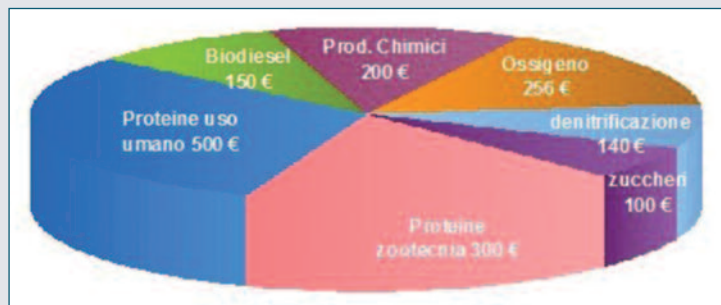 Biodiesel
150 €
Prod. Chimici
200 €
Ossigeno
256 €
denitrificazione
140 €
zuccheri
100 €
Proteine
zootecnia 300 €
Proteine uso
umano 500 €